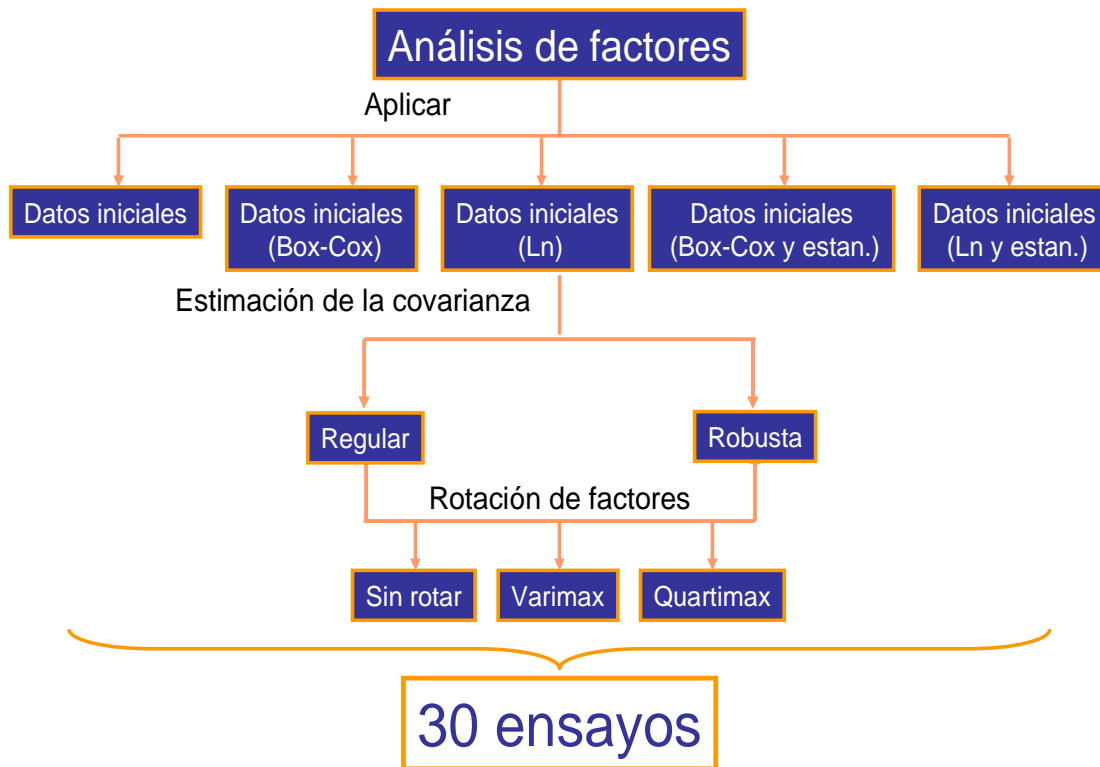 Análisis de factores
Aplicar
Datos iniciales
Datos iniciales
(Box-Cox)
Datos iniciales
(Ln)
Datos iniciales
(Box-Cox y estan.)
Datos iniciales
(Ln y estan.)
Estimación de la covarianza
Regular
Robusta
Rotación de factores
Sin rotar
Varimax
Quartimax
30 ensayos